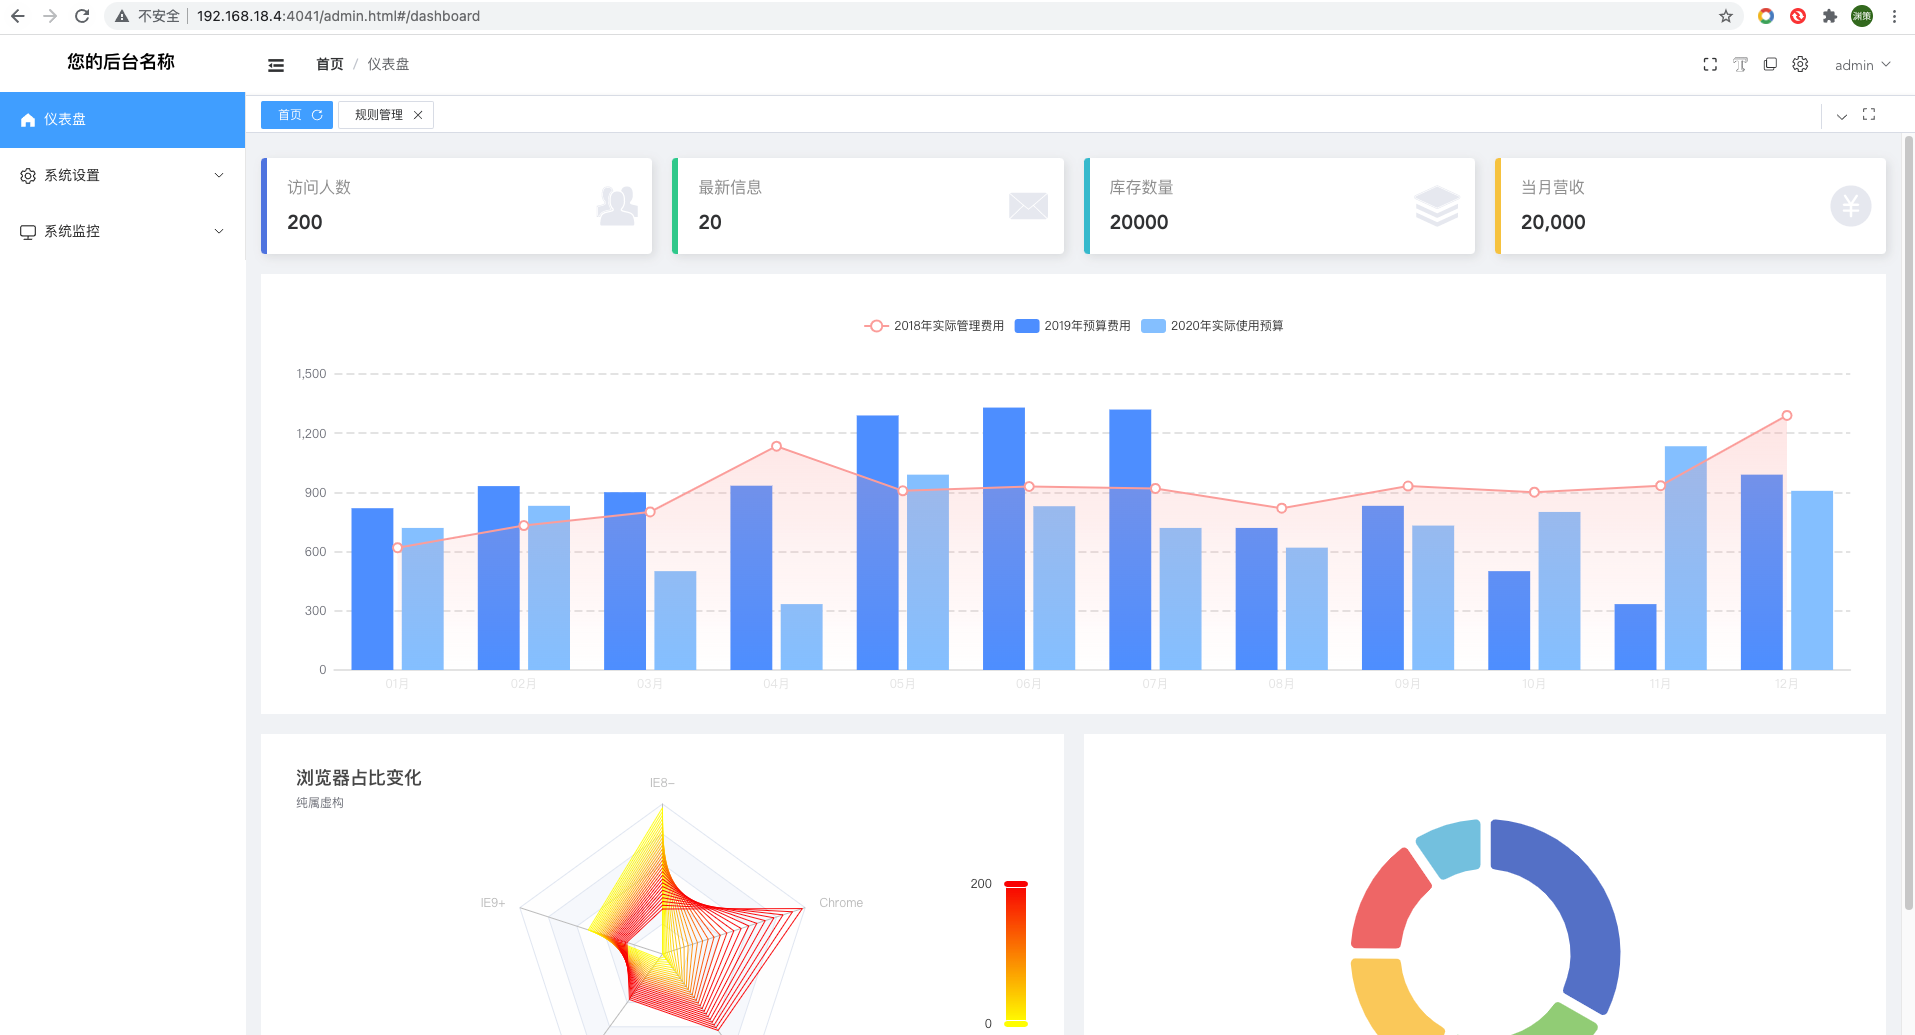 不安全 192.168.18.4:4041/admin.html#/dashboard
渊策
您的后台名称
首页 / 仪表盘
admin
仪表盘
系统设置
系统监控
首页
规则管理
访问人数
200
最新信息
20
库存数量
20000
当月营收
20,000
2018年实际管理费用 2019年预算费用 2020年实际使用预算
1,500
1,200
900
600
300
0
01月 02月 03月 04月 05月 06月 07月 08月 09月 10月 11月 12月
浏览器占比变化
纯属虚构
IE8-
IE9+
Chrome
200
0